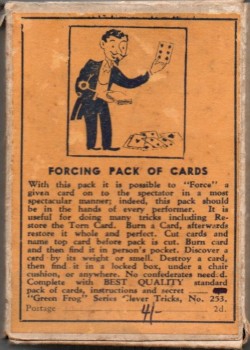 FORCING PACK OF CARDS
With this pack it is possible to "Force" a
given card on to the spectator in a most
spectacular manner; indeed, this pack should
be in the hands of every performer. It is
useful for doing many tricks including Re-
store the Torn Card. Burn a Card, afterwards
restore it whole and perfect. Cut cards and
name top card before pack is cut. Burn card
and then find it in person's pocket. Discover a
card by its weight or smell. Destroy a card,
then find it in a locked box, under a chair
cushion, or anywhere. No confederates need.d.
Complete with BEST QUALITY standard
pack of cards, instructions and secret —
"Green Frog" Series Clever Tricks, No. 253.
Postage 4/- 2d.